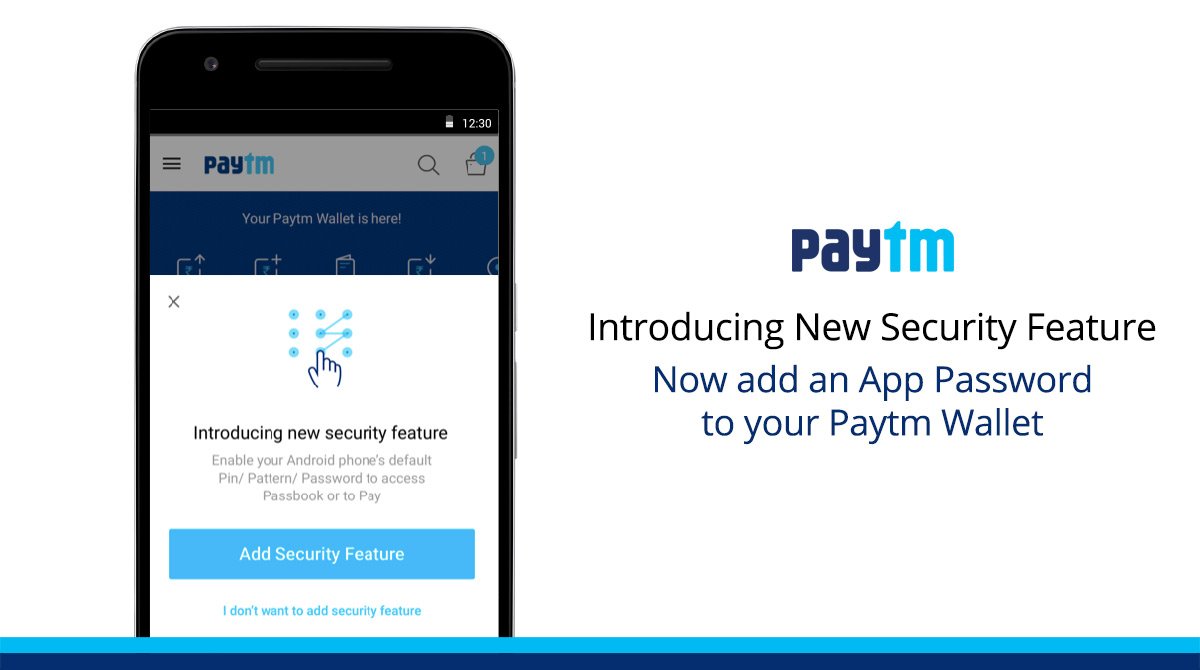 12:30
paytm
1
Your Paytm Wallet is here!
Introducing new security feature
Enable your Android phone's default
Pin/ Pattern/ Password to access
Passbook or to Pay
Add Security Feature
I don't want to add security feature
paytm
Introducing New Security Feature
Now add an App Password
to your Paytm Wallet